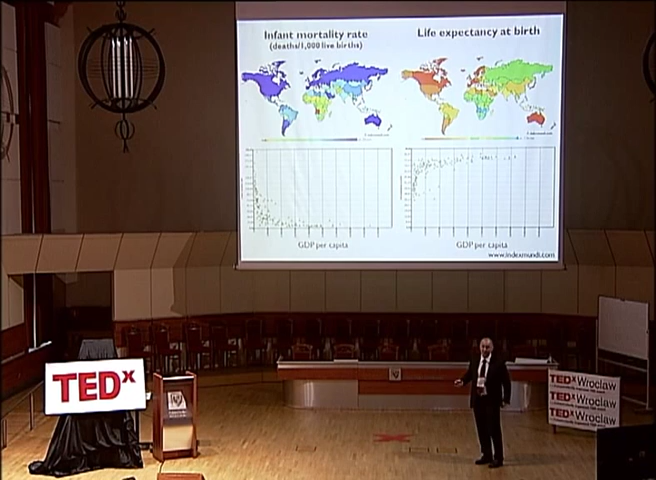 Infant mortality rate
(deaths/1,000 live births)
Life expectancy at birth
GDP per capita
GDP per capita
www.indexmundi.com
TEDx
TEDxWroclaw
TEDxWroclaw
TEDxWroclaw